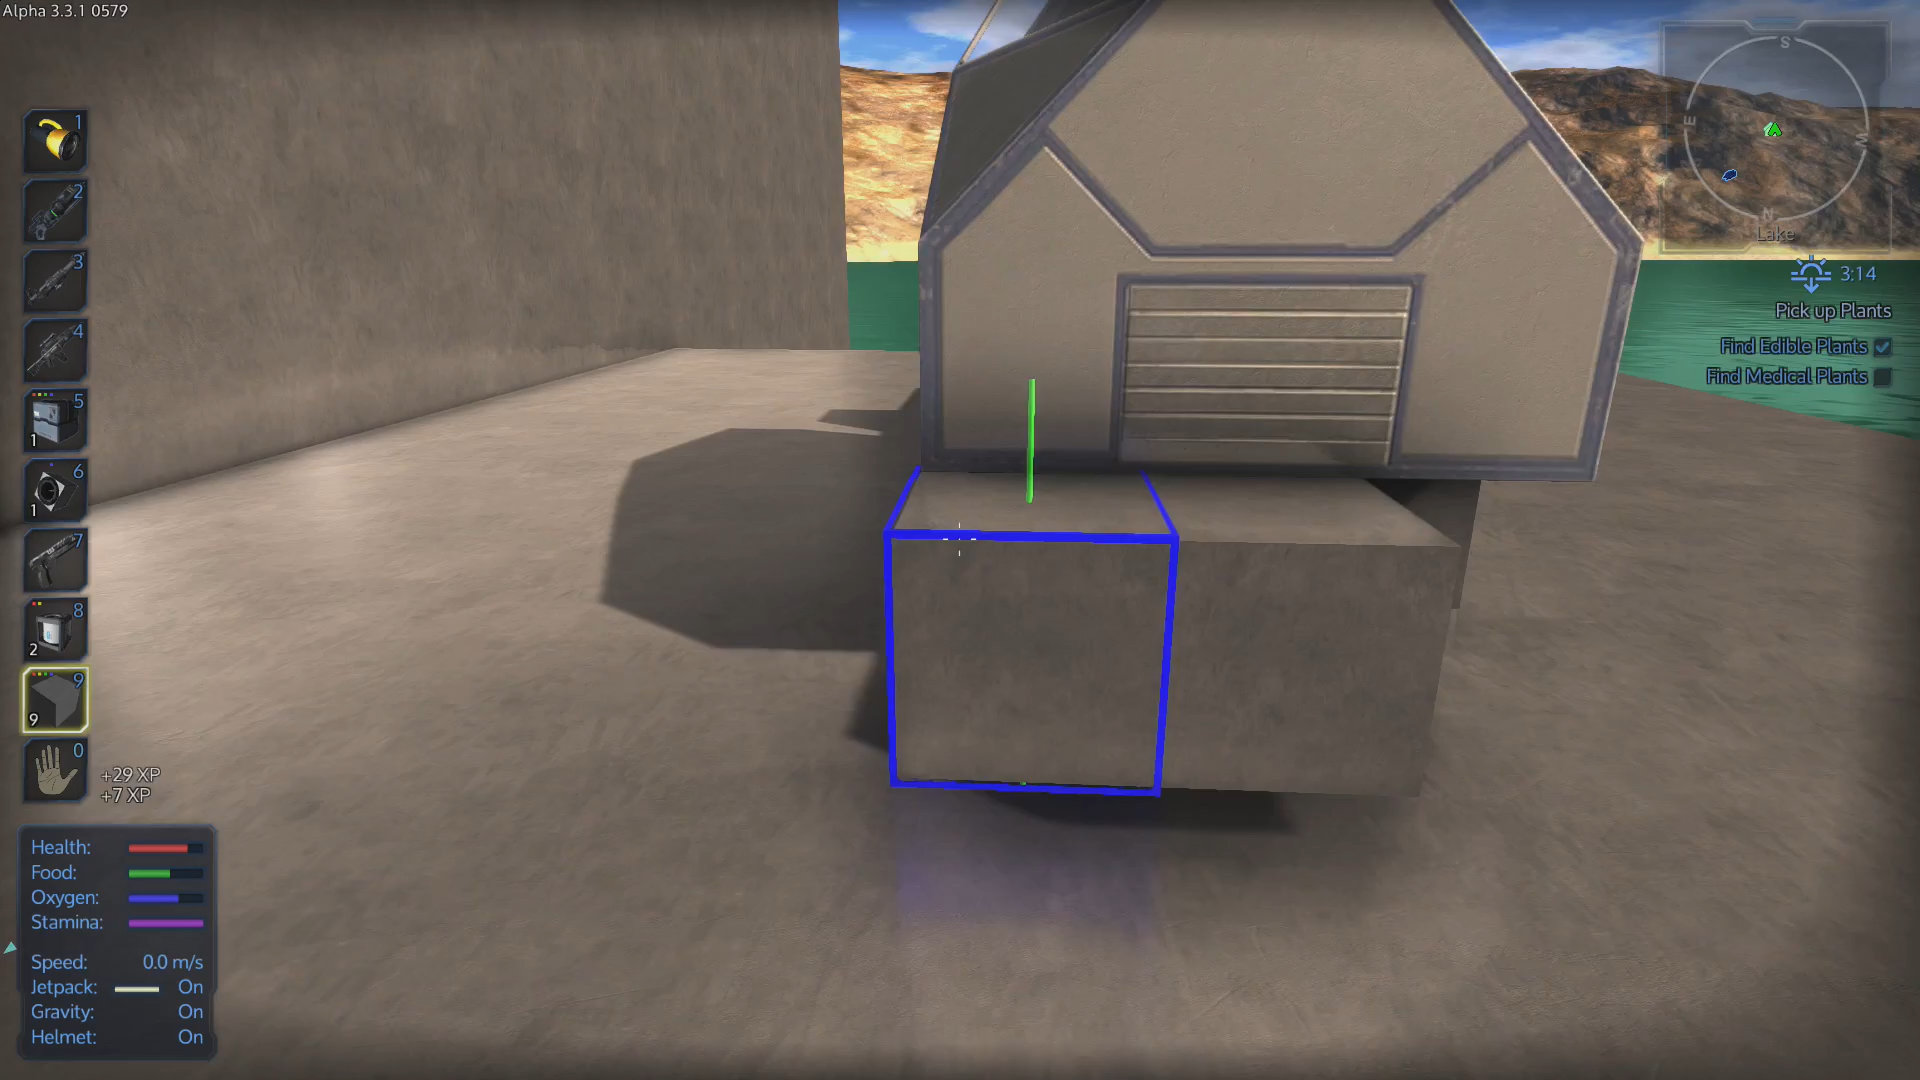 Alpha 3.3.1 0579
S
E
W
N
Lake
3:14
Pick up Plants
Find Edible Plants
Find Medical Plants
1
2
3
4
5
1
6
1
7
8
2
9
9
0
+29 XP
+7 XP
Health:
Food:
Oxygen:
Stamina:
Speed: 0.0 m/s
Jetpack: On
Gravity: On
Helmet: On